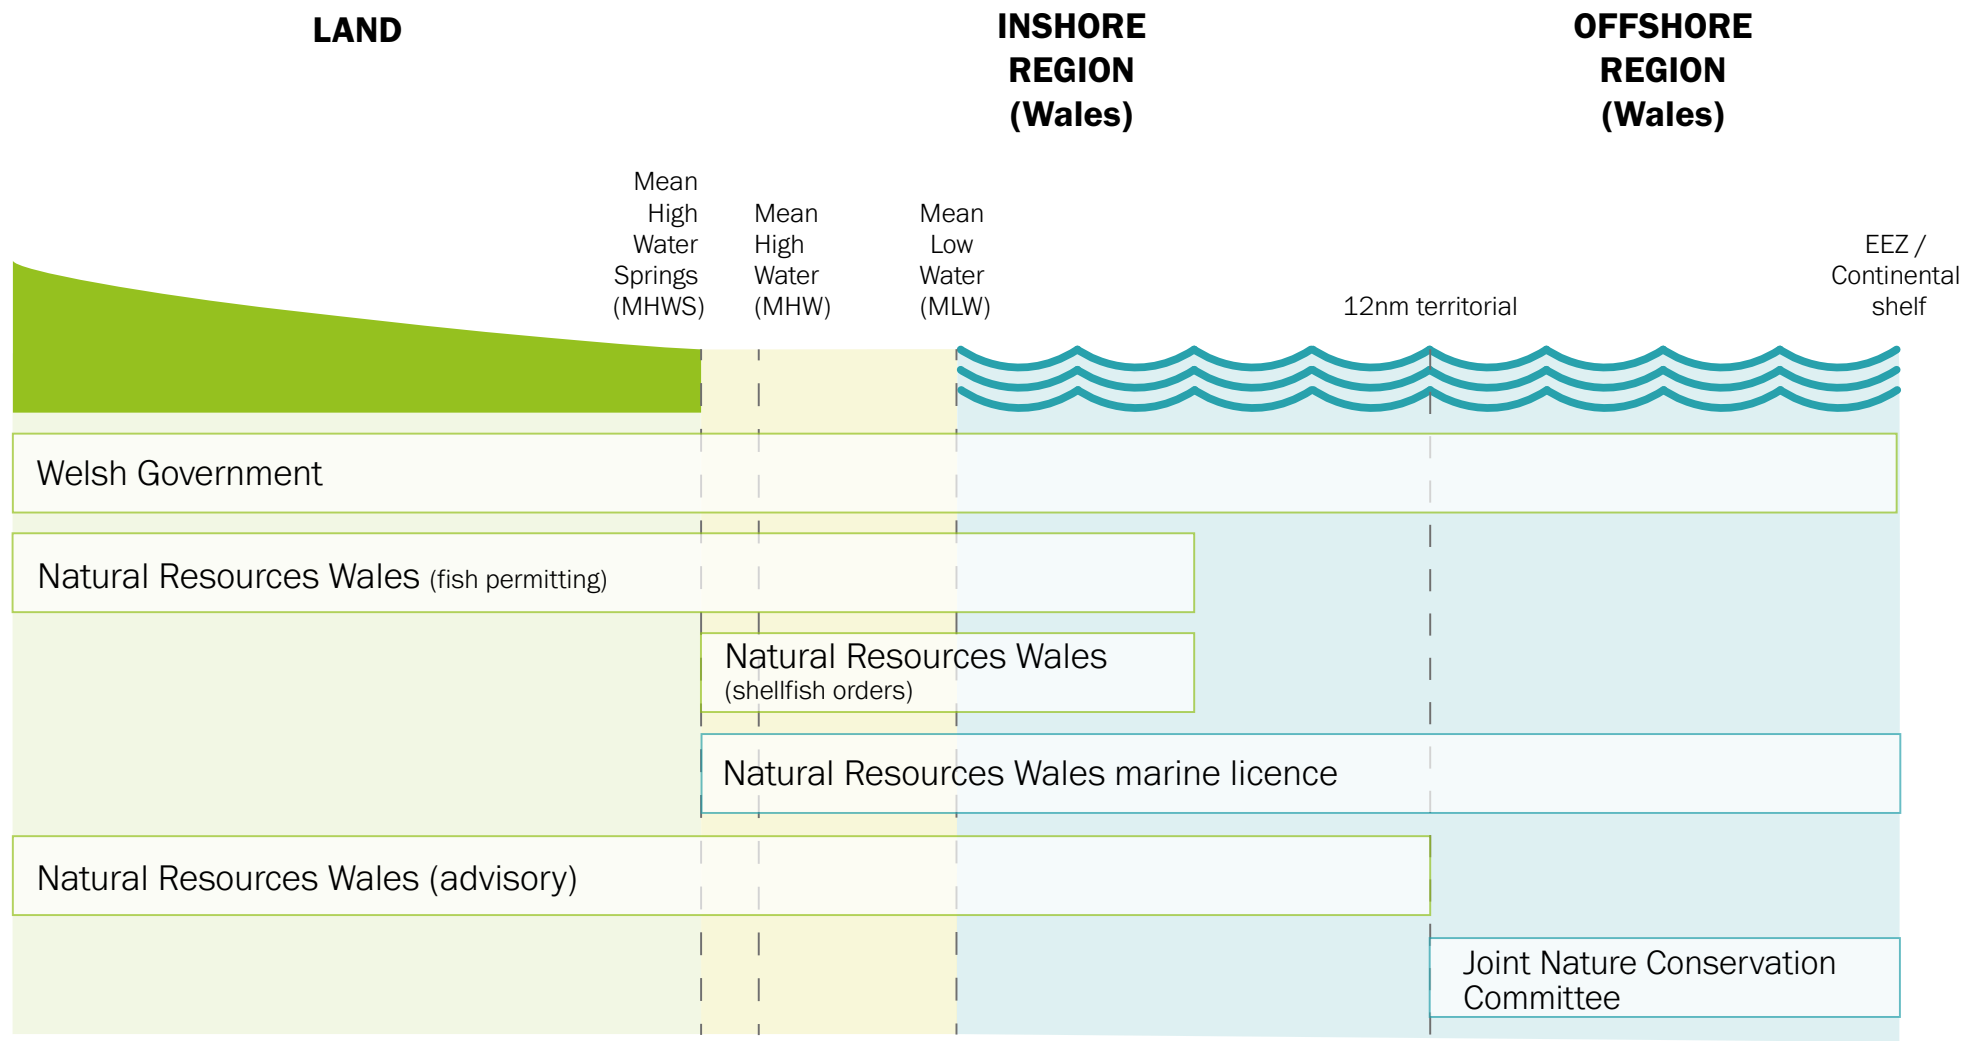 LAND
INSHORE
REGION
(Wales)
OFFSHORE
REGION
(Wales)
Mean
High
Water
Springs
(MHWS)
Mean
High
Water
(MHW)
Mean
Low
Water
(MLW)
12nm territorial
EEZ /
Continental
shelf
Welsh Government
Natural Resources Wales (fish permitting)
Natural Resources Wales
(shellfish orders)
Natural Resources Wales marine licence
Natural Resources Wales (advisory)
Joint Nature Conservation
Committee